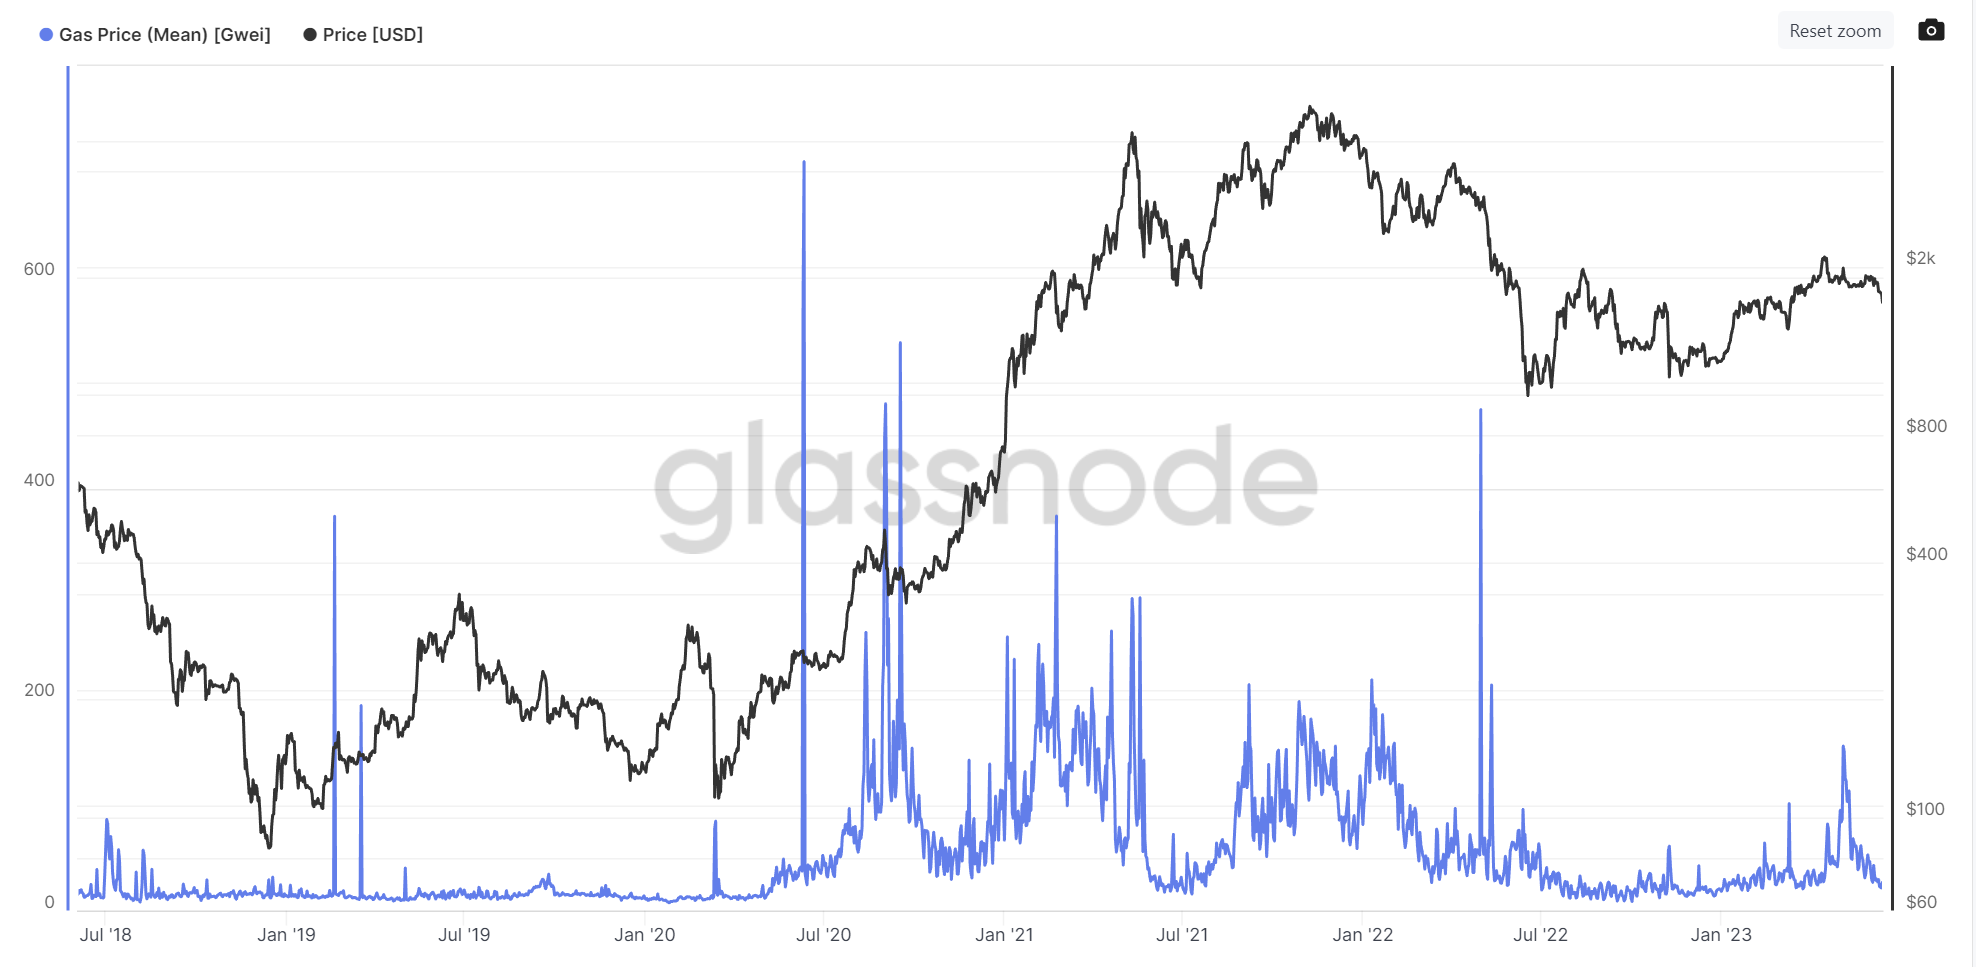 Gas Price (Mean) [Gwei] Price [USD] Reset zoom
600
400
200
0
$2k
$800
$400
$100
$60
glassnode
Jul '18 Jan '19 Jul '19 Jan '20 Jul '20 Jan '21 Jul '21 Jan '22 Jul '22 Jan '23